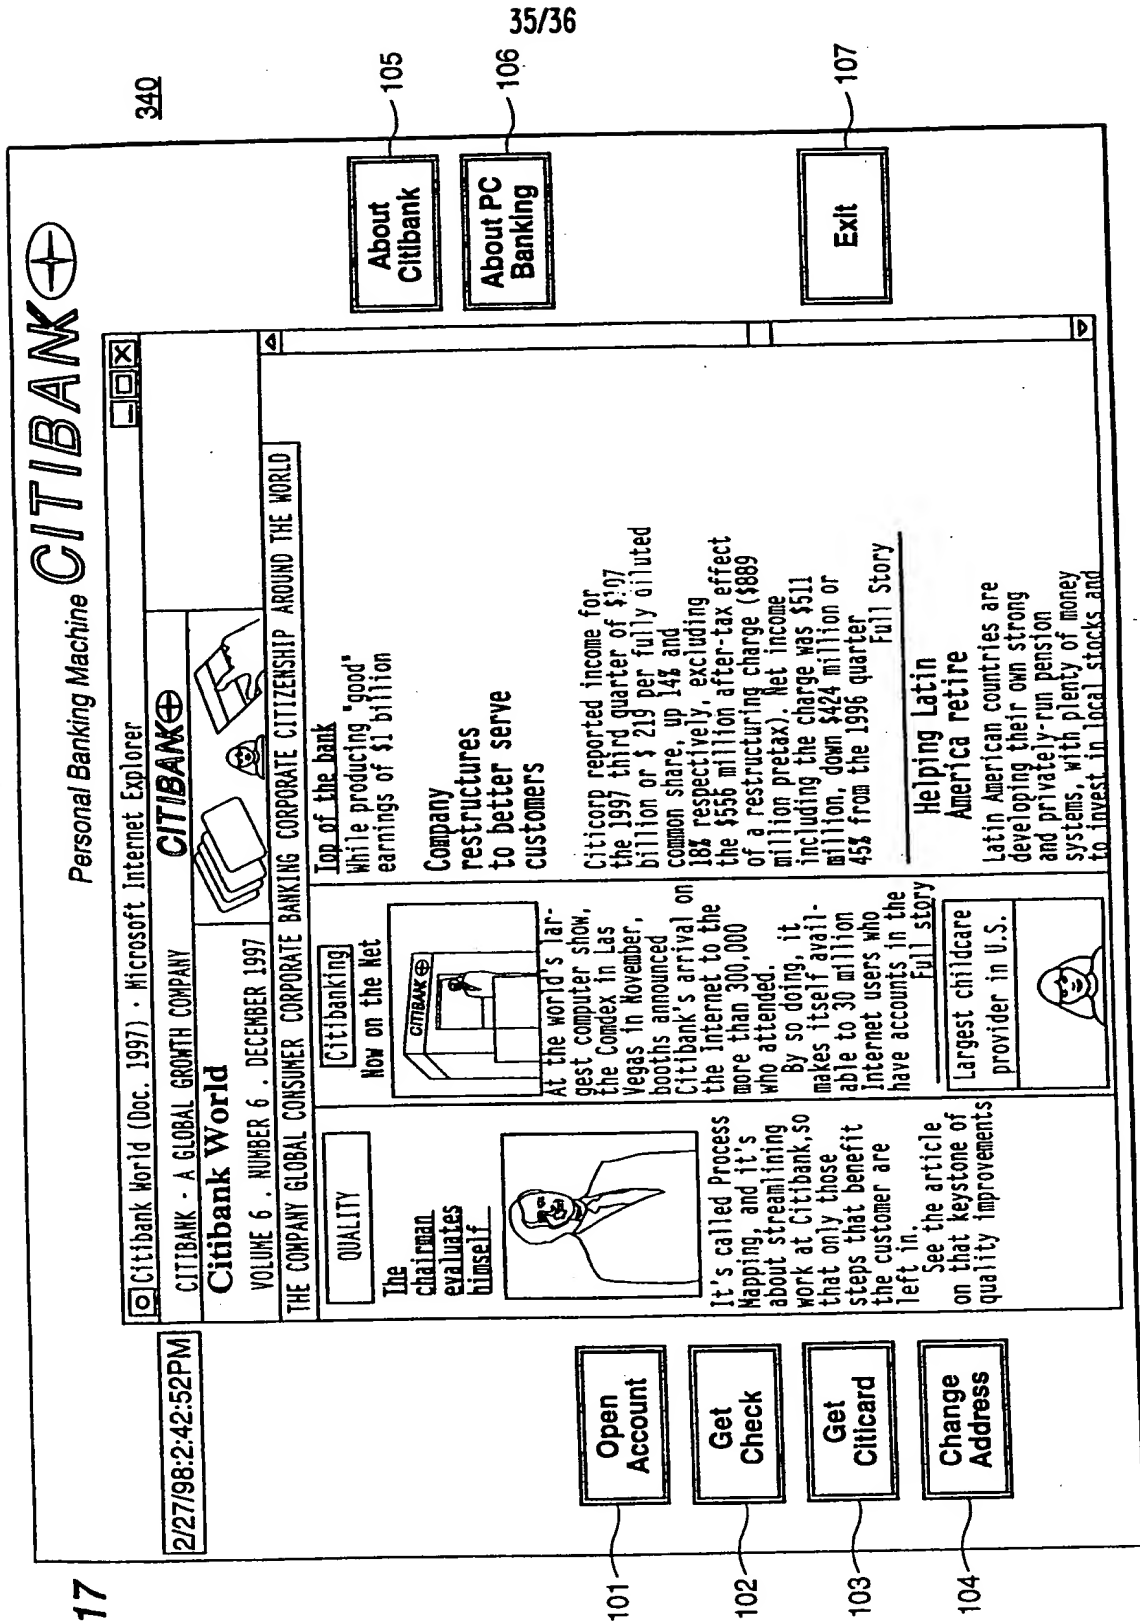 35/36
17
340
Personal Banking Machine CITIBANK
2/27/98:2:42:52PM
Citibank World (Doc. 1997) - Microsoft Internet Explorer
CITIBANK - A GLOBAL GROWTH COMPANY
CITIBANK
Citibank World
VOLUME 6 . NUMBER 6 . DECEMBER 1997
THE COMPANY GLOBAL CONSUMER CORPORATE BANKING CORPORATE CITIZENSHIP AROUND THE WORLD
QUALITY
The
chairman
evaluates
himself
It's called Process
Mapping, and it's
about streamlining
work at Citibank,so
that only those
steps that benefit
the customer are
left in.
See the article
on that keystone of
quality improvements
Citibanking
Now on the Net
CITIBANK
At the world's lar-
gest computer show,
the Comdex in Las
Vegas in November,
booths announced
Citibank's arrival on
the Internet to the
more than 300,000
who attended.
By so doing, it
makes itself avail-
able to 30 million
Internet users who
have accounts in the
Full story
Largest childcare
provider in U.S.
Top of the bank
While producing "good"
earnings of $1 billion
Company
restructures
to better serve
customers
Citicorp reported income for
the 1997 third quarter of
billion or $ 219 per fully diluted
common share, up 14% and
18% respectively, excluding
the $556 million after-tax effect
of a restructuring charge ($889
million pretax). Net income
including the charge was $511
million, down $424 million or
45% from the 1996 quarter
Full Story
Helping Latin
America retire
Latin American countries are
developing their own strong
and privately-run pension
systems, with plenty of money
to invest in local stocks and
101
Open
Account
102
Get
Check
103
Get
Citicard
104
Change
Address
About
Citibank
105
About PC
Banking
106
Exit
107